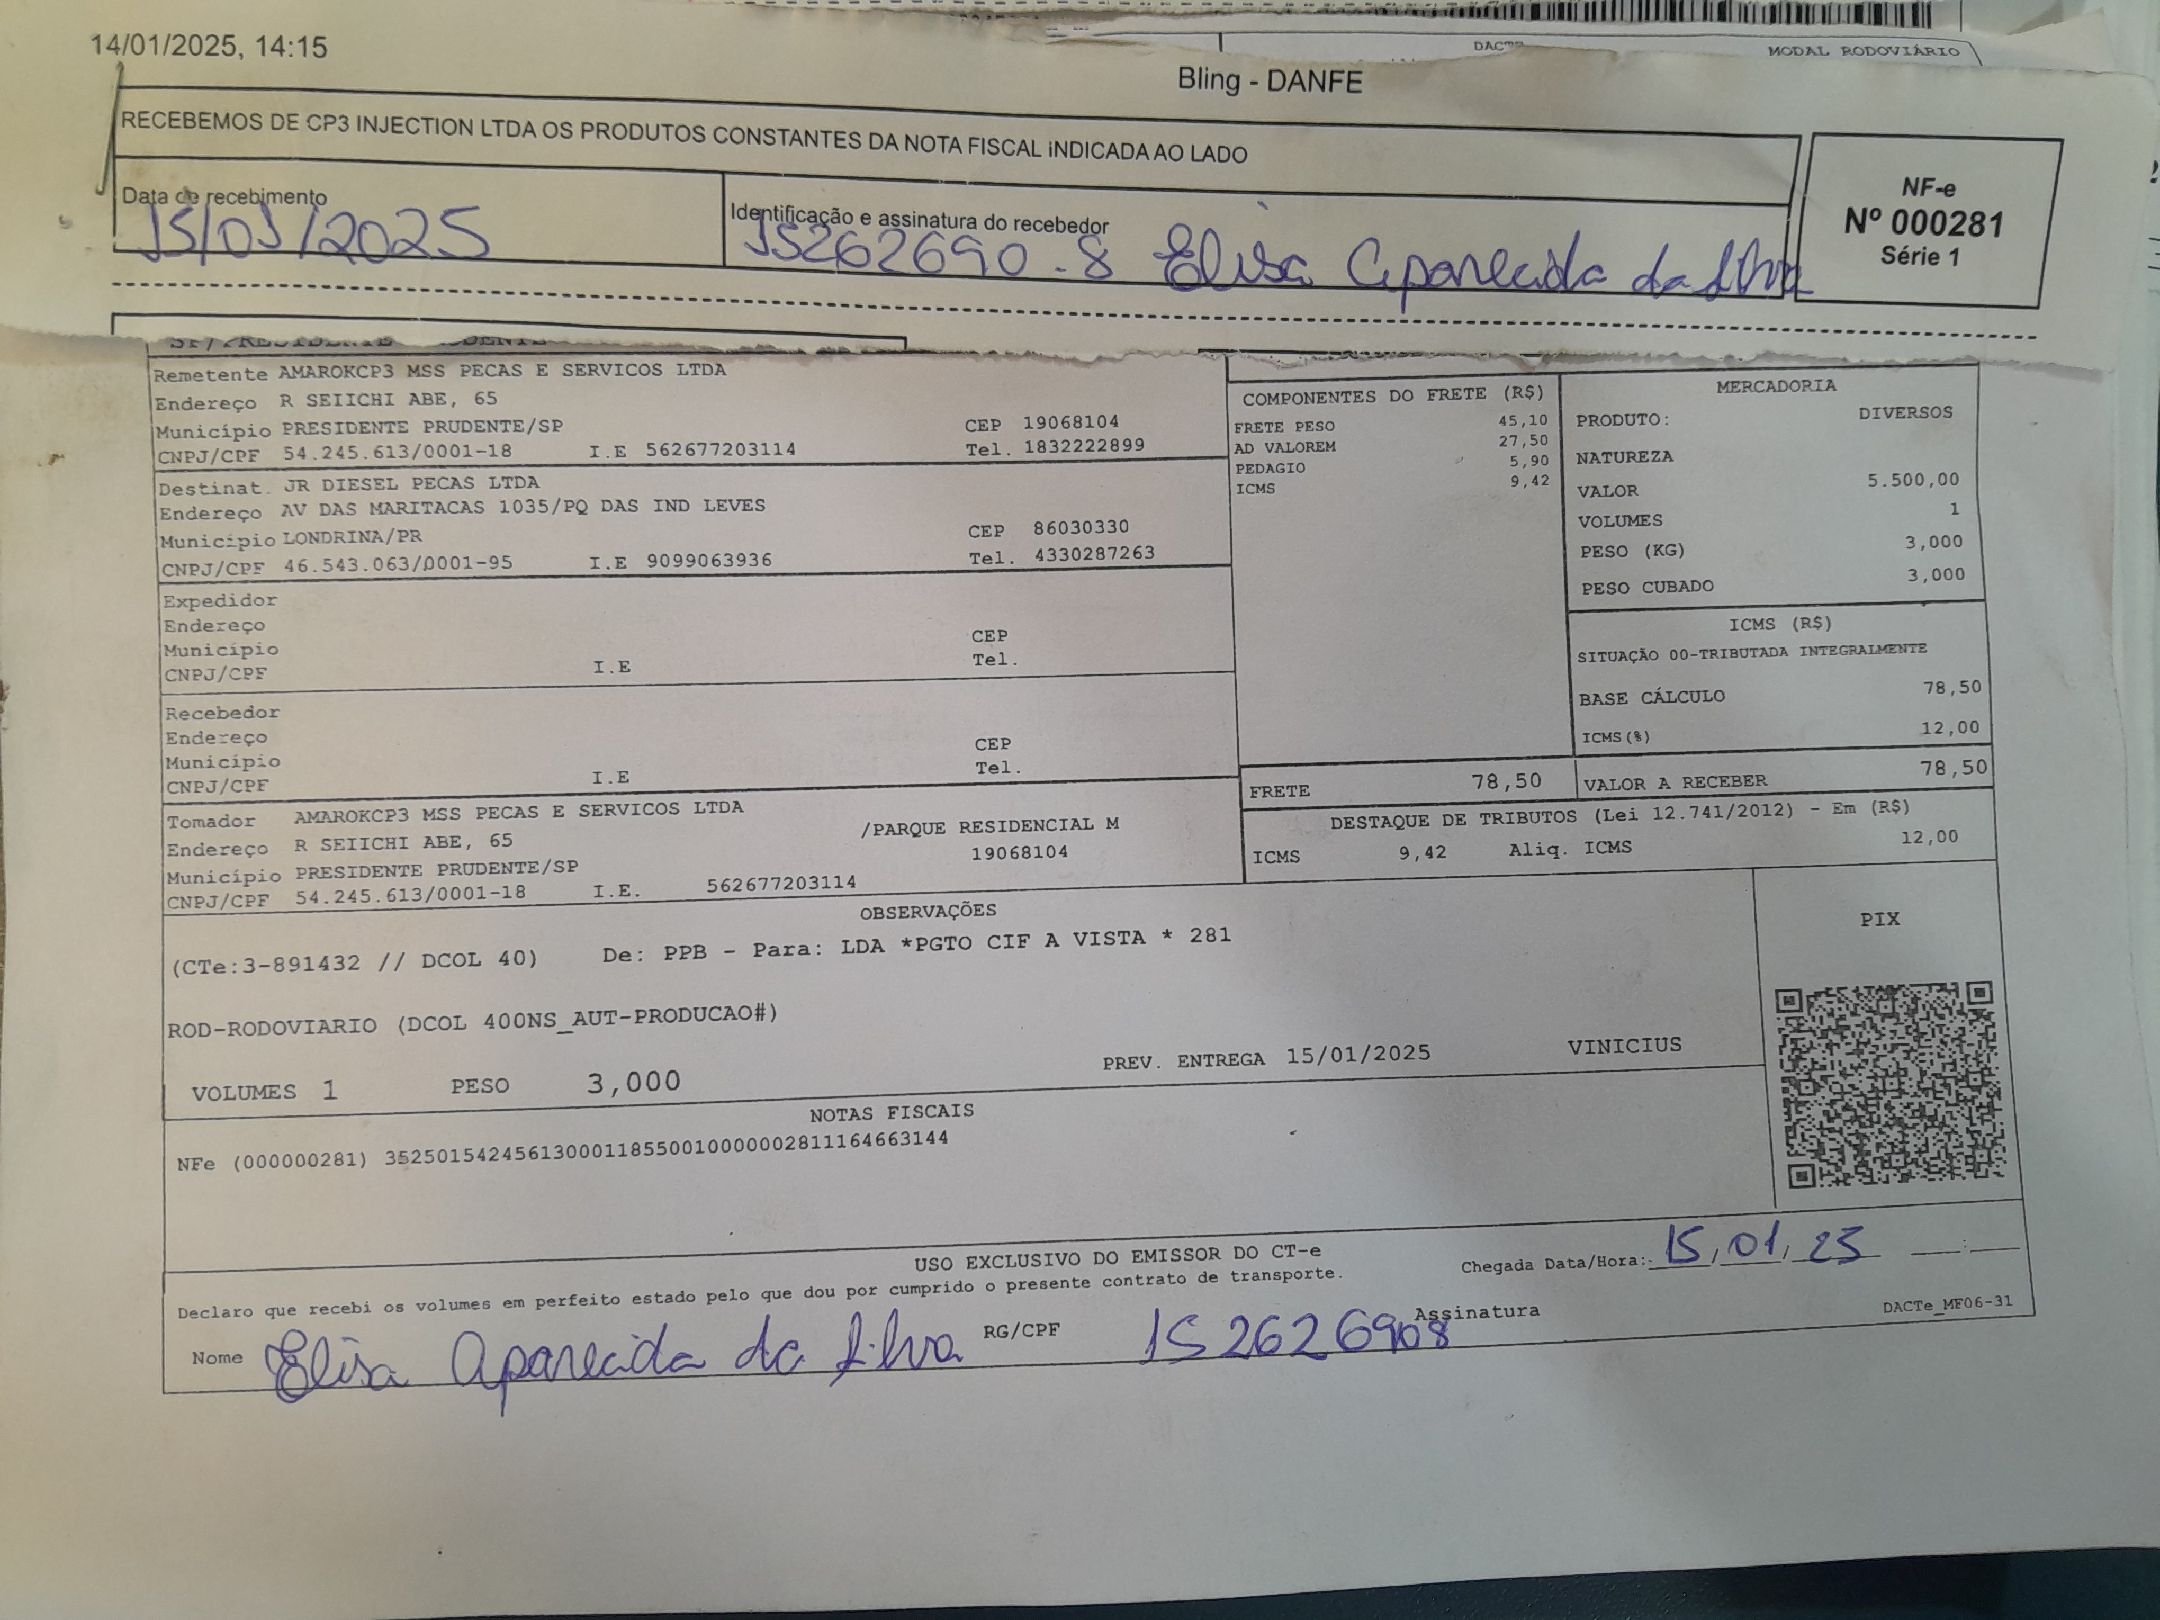 14/01/2025, 14:15
MODAL RODOVIÁRIO
Bling - DANFE
RECEBEMOS DE CP3 INJECTION LTDA OS PRODUTOS CONSTANTES DA NOTA FISCAL INDICADA AO LADO
Data de recebimento
15/01/2025
Identificação e assinatura do recebedor
15262690-8 Elisa Aparecida da Silva
NF-e
Nº 000281
Série 1
Remetente AMAROKCP3 MSS PECAS E SERVICOS LTDA
Endereço R SEIICHI ABE, 65
Município PRESIDENTE PRUDENTE/SP CEP 19068104
CNPJ/CPF 54.245.613/0001-18 I.E 562677203114 Tel. 1832222899
Destinat. JR DIESEL PECAS LTDA
Endereço AV DAS MARITACAS 1035/PQ DAS IND LEVES
Município LONDRINA/PR CEP 86030330
CNPJ/CPF 46.543.063/0001-95 I.E 9099063936 Tel. 4330287263
Expedidor
Endereço
Município CEP
CNPJ/CPF I.E Tel.
Recebedor
Endereço
Município CEP
CNPJ/CPF I.E Tel.
Tomador AMAROKCP3 MSS PECAS E SERVICOS LTDA
Endereço R SEIICHI ABE, 65 /PARQUE RESIDENCIAL M
Município PRESIDENTE PRUDENTE/SP 19068104
CNPJ/CPF 54.245.613/0001-18 I.E. 562677203114
COMPONENTES DO FRETE (R$)
FRETE PESO 45,10
AD VALOREM 27,50
PEDAGIO 5,90
ICMS 9,42
MERCADORIA
PRODUTO: DIVERSOS
NATUREZA
VALOR 5.500,00
VOLUMES 1
PESO (KG) 3,000
PESO CUBADO 3,000
ICMS (R$)
SITUAÇÃO 00-TRIBUTADA INTEGRALMENTE
BASE CÁLCULO 78,50
ICMS(%) 12,00
FRETE 78,50 VALOR A RECEBER 78,50
DESTAQUE DE TRIBUTOS (Lei 12.741/2012) - Em (R$)
ICMS 9,42 Aliq. ICMS 12,00
OBSERVAÇÕES
(CTe:3-891432 // DCOL 40) De: PPB - Para: LDA *PGTO CIF A VISTA * 281
ROD-RODOVIARIO (DCOL 400NS_AUT-PRODUCAO#)
VOLUMES 1 PESO 3,000 PREV. ENTREGA 15/01/2025 VINICIUS
PIX
NOTAS FISCAIS
NFe (000000281) 35250154245613000118550010000002811164663144
USO EXCLUSIVO DO EMISSOR DO CT-e
Declaro que recebi os volumes em perfeito estado pelo que dou por cumprido o presente contrato de transporte.
Chegada Data/Hora: 15/01/25
Nome Elisa Aparecida da Silva RG/CPF 152626908 Assinatura
DACTe_MF06-31